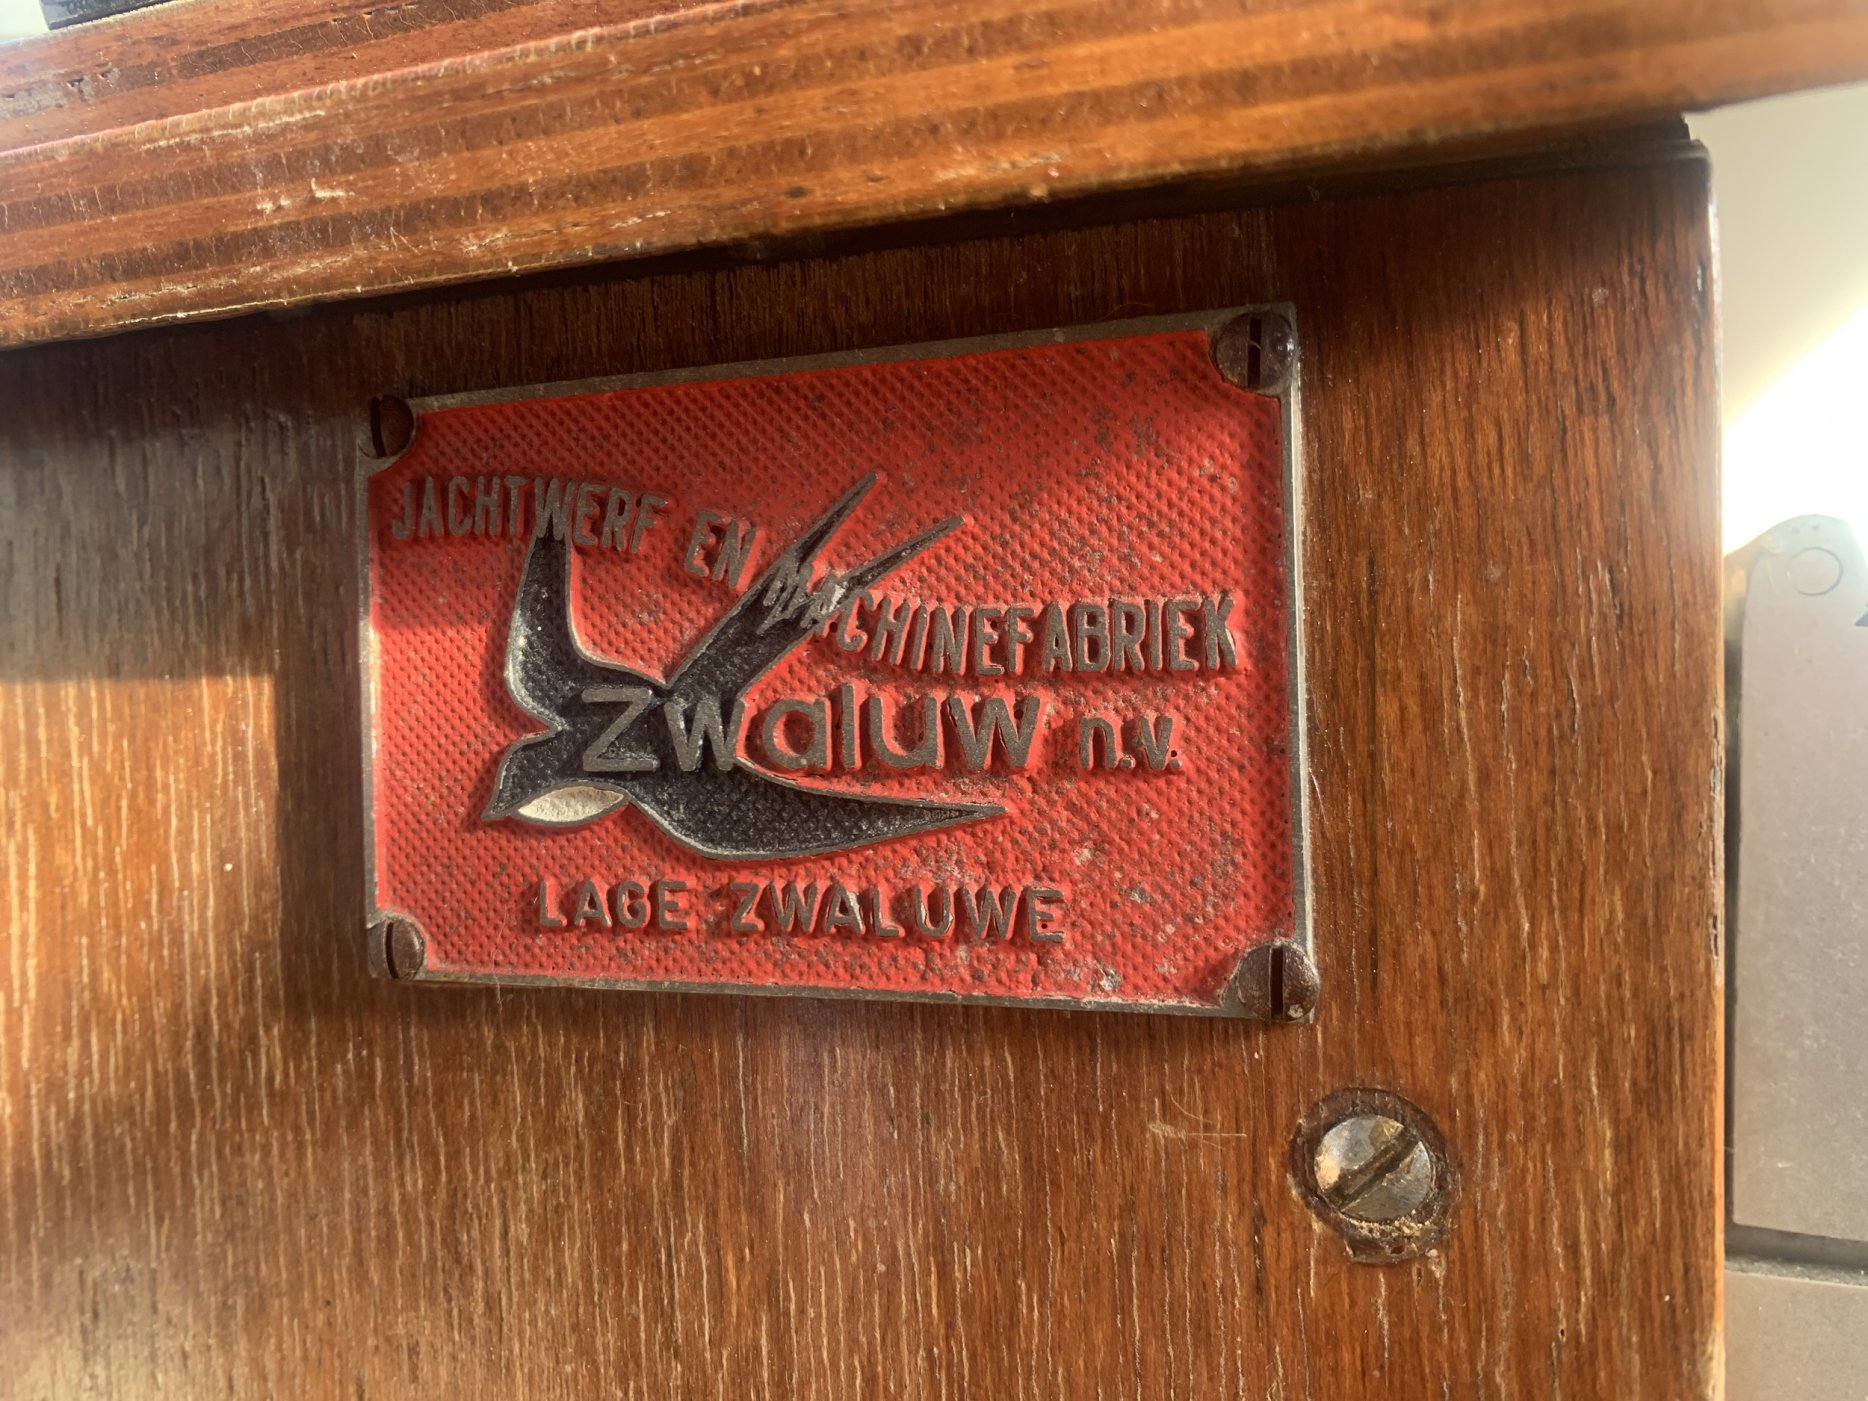 JACHTWERF EN MACHINEFABRIEK
zwaluw n.v.
LAGE ZWALUWE